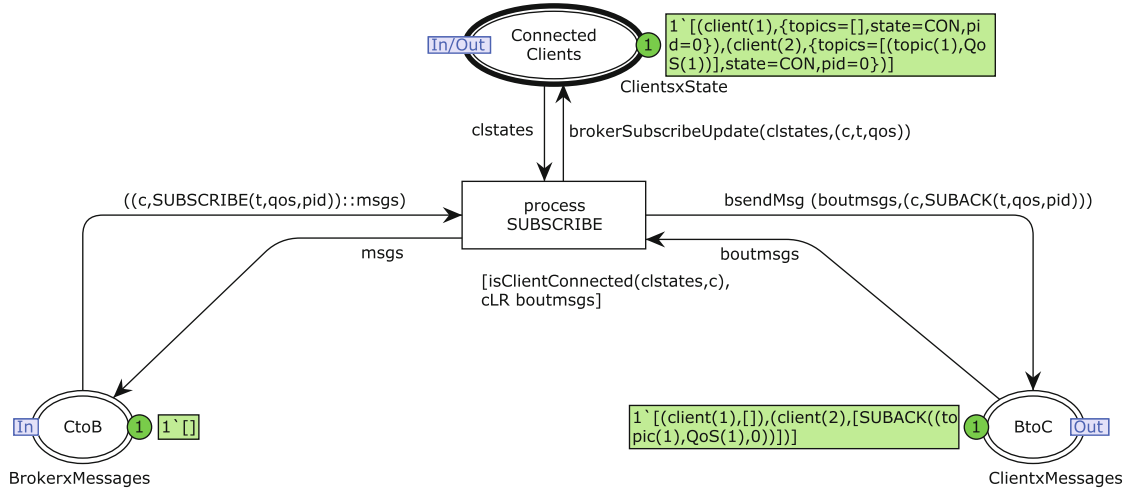 Connected
Clients
In/Out
1
1`[(client(1),{topics=[],state=CON,pi
d=0}),(client(2),{topics=[(topic(1),Qo
S(1))],state=CON,pid=0})]
ClientsxState
clstates
brokerSubscribeUpdate(clstates,(c,t,qos))
((c,SUBSCRIBE(t,qos,pid))::msgs)
process
SUBSCRIBE
bsendMsg (boutmsgs,(c,SUBACK(t,qos,pid)))
msgs
boutmsgs
[isClientConnected(clstates,c),
cLR boutmsgs]
In
CtoB
1
1`[]
BrokerxMessages
1`[(client(1),[]),(client(2),[SUBACK((to
pic(1),QoS(1),0))])]
1
BtoC
Out
ClientxMessages